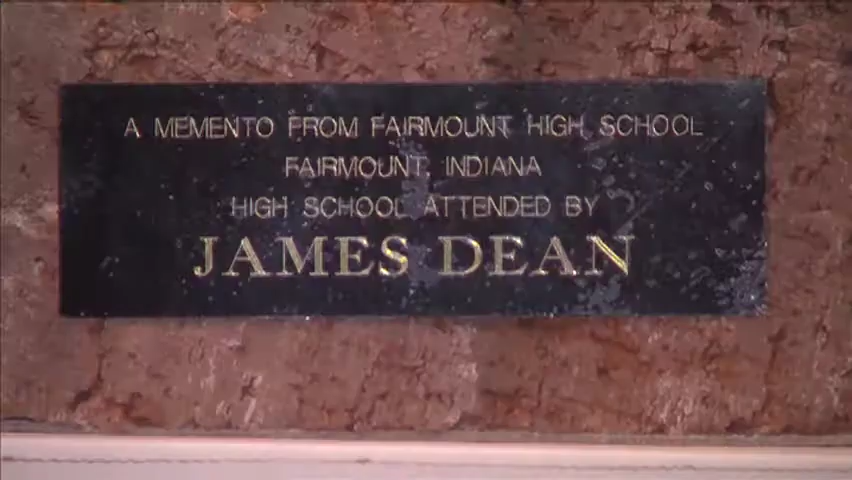 A MEMENTO FROM FAIRMOUNT HIGH SCHOOL
FAIRMOUNT, INDIANA
HIGH SCHOOL ATTENDED BY
JAMES DEAN